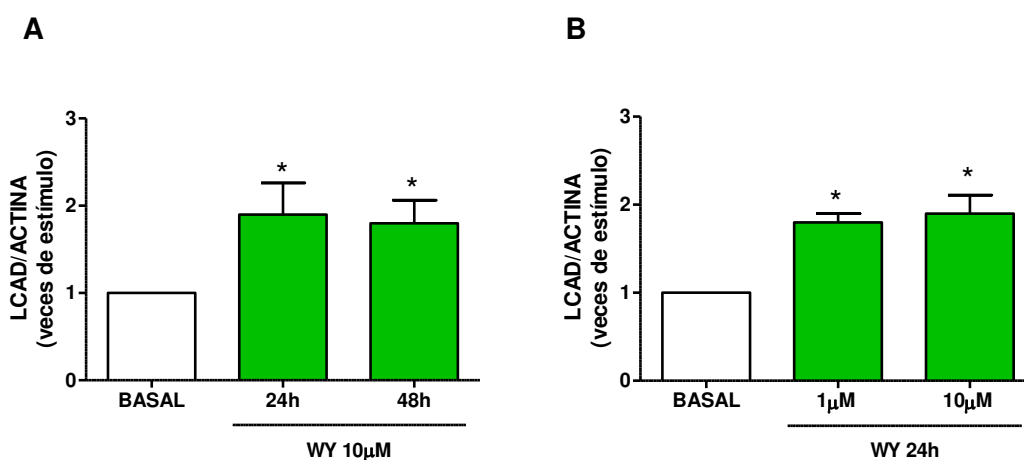 A
LCAD/ACTINA
(veces de estímulo)
3
2
1
0
*
*
BASAL
24h
48h
WY 10μM
B
LCAD/ACTINA
(veces de estímulo)
3
2
1
0
*
*
BASAL
1μM
10μM
WY 24h